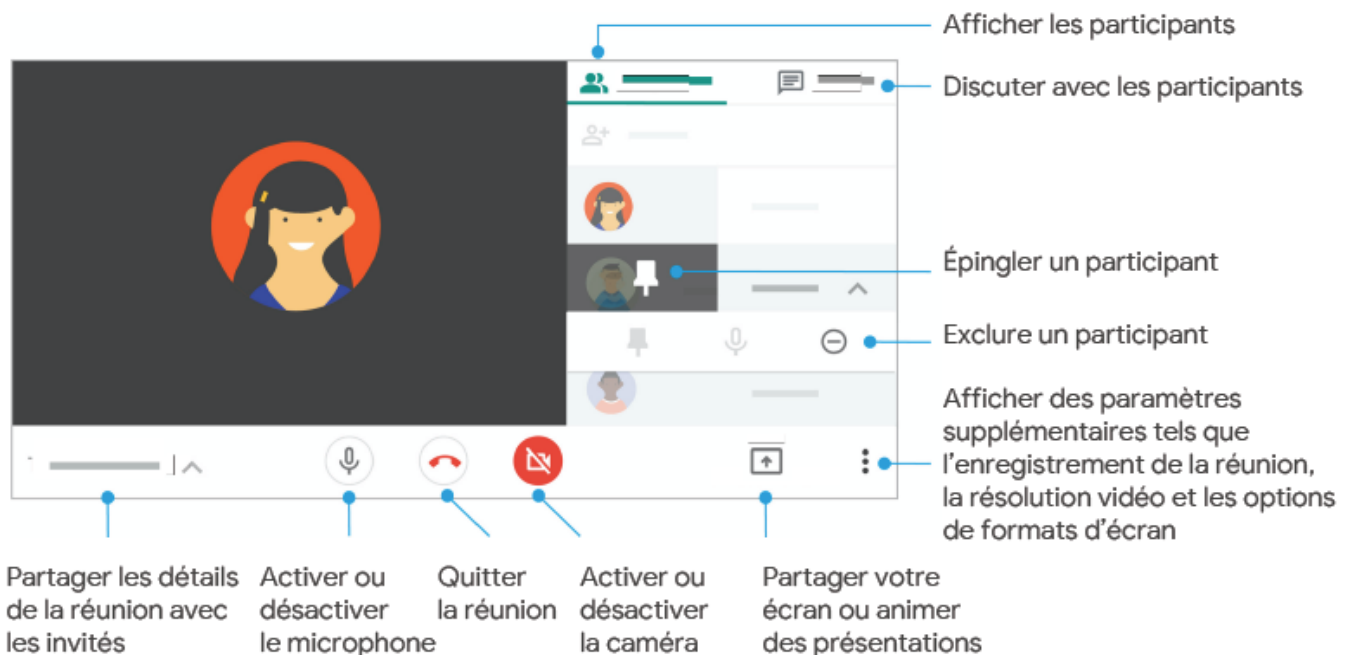 Afficher les participants
Discuter avec les participants
Épingler un participant
Exclure un participant
Afficher des paramètres
supplémentaires tels que
l'enregistrement de la réunion,
la résolution vidéo et les options
de formats d'écran
Partager les détails
de la réunion avec
les invités
Activer ou
désactiver
le microphone
Quitter
la réunion
Activer ou
désactiver
la caméra
Partager votre
écran ou animer
des présentations